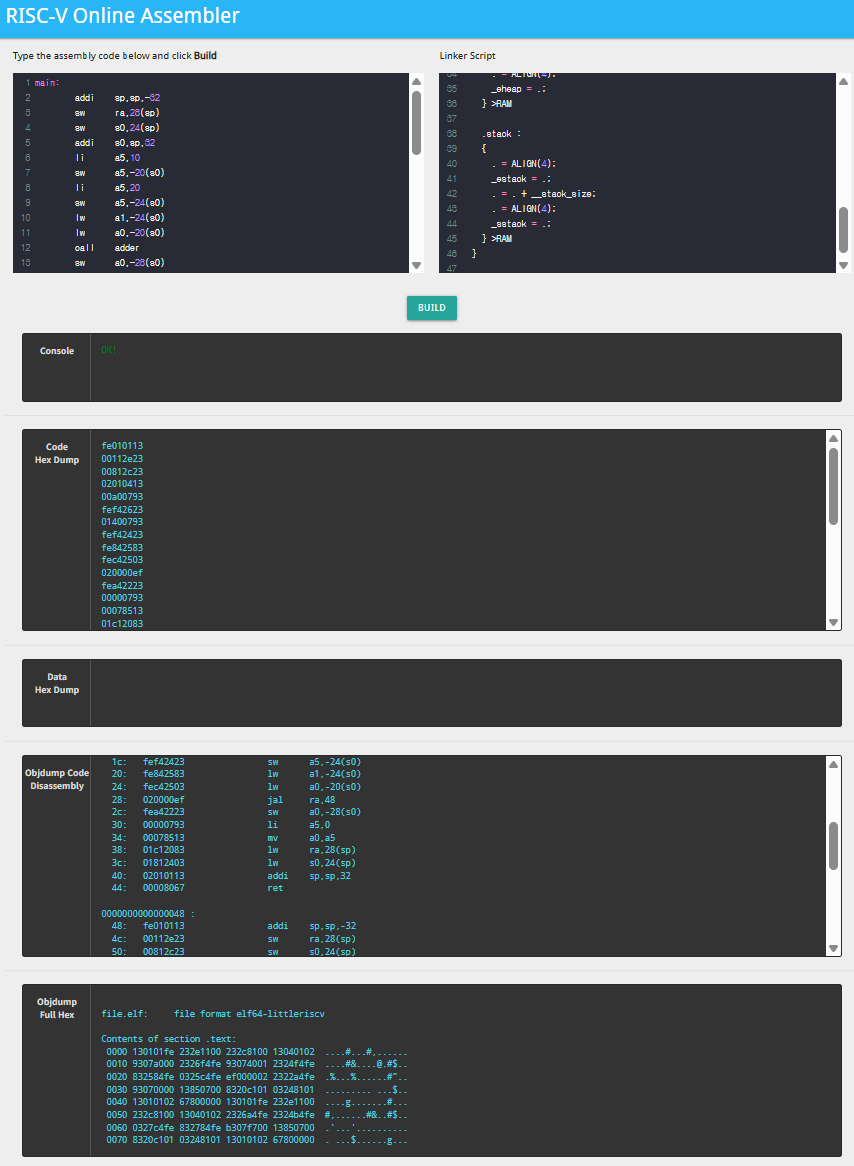 RISC-V Online Assembler
Type the assembly code below and click Build
1 main:
2 addi sp,sp,-32
3 sw ra,28(sp)
4 sw s0,24(sp)
5 addi s0,sp,32
6 li a5,10
7 sw a5,-20(s0)
8 li a5,20
9 sw a5,-24(s0)
10 lw a1,-24(s0)
11 lw a0,-20(s0)
12 call adder
13 sw a0,-28(s0)
Linker Script
34 . = ALIGN(4);
35 _eheap = .;
36 } >RAM
37
38 .stack :
39 {
40 . = ALIGN(4);
41 _estack = .;
42 . = . + __stack_size;
43 . = ALIGN(4);
44 _sstack = .;
45 } >RAM
46 }
47
BUILD
Console
OK!
Code
Hex Dump
fe010113
00112e23
00812c23
02010413
00a00793
fef42623
01400793
fef42423
fe842583
fec42503
020000ef
fea42223
00000793
00078513
01c12083
Data
Hex Dump
Objdump Code
Disassembly
1c: fef42423 sw a5,-24(s0)
20: fe842583 lw a1,-24(s0)
24: fec42503 lw a0,-20(s0)
28: 020000ef jal ra,48
2c: fea42223 sw a0,-28(s0)
30: 00000793 li a5,0
34: 00078513 mv a0,a5
38: 01c12083 lw ra,28(sp)
3c: 01812403 lw s0,24(sp)
40: 02010113 addi sp,sp,32
44: 00008067 ret
0000000000000048 :
48: fe010113 addi sp,sp,-32
4c: 00112e23 sw ra,28(sp)
50: 00812c23 sw s0,24(sp)
Objdump
Full Hex
file.elf: file format elf64-littleriscv
Contents of section .text:
0000 130101fe 232e1100 232c8100 13040102 ....#...#,......
0010 9307a000 2326f4fe 93074001 2324f4fe ....#&....@.#$..
0020 832584fe 0325c4fe ef000002 2322a4fe .%...%......#"..
0030 93070000 13850700 8320c101 03248101 ......... ...$..
0040 13010102 67800000 130101fe 232e1100 ....g.......#...
0050 232c8100 13040102 2326a4fe 2324b4fe #,......#&..#$..
0060 0327c4fe 832784fe b307f700 13850700 .'...'..........
0070 8320c101 03248101 13010102 67800000 . ...$......g...